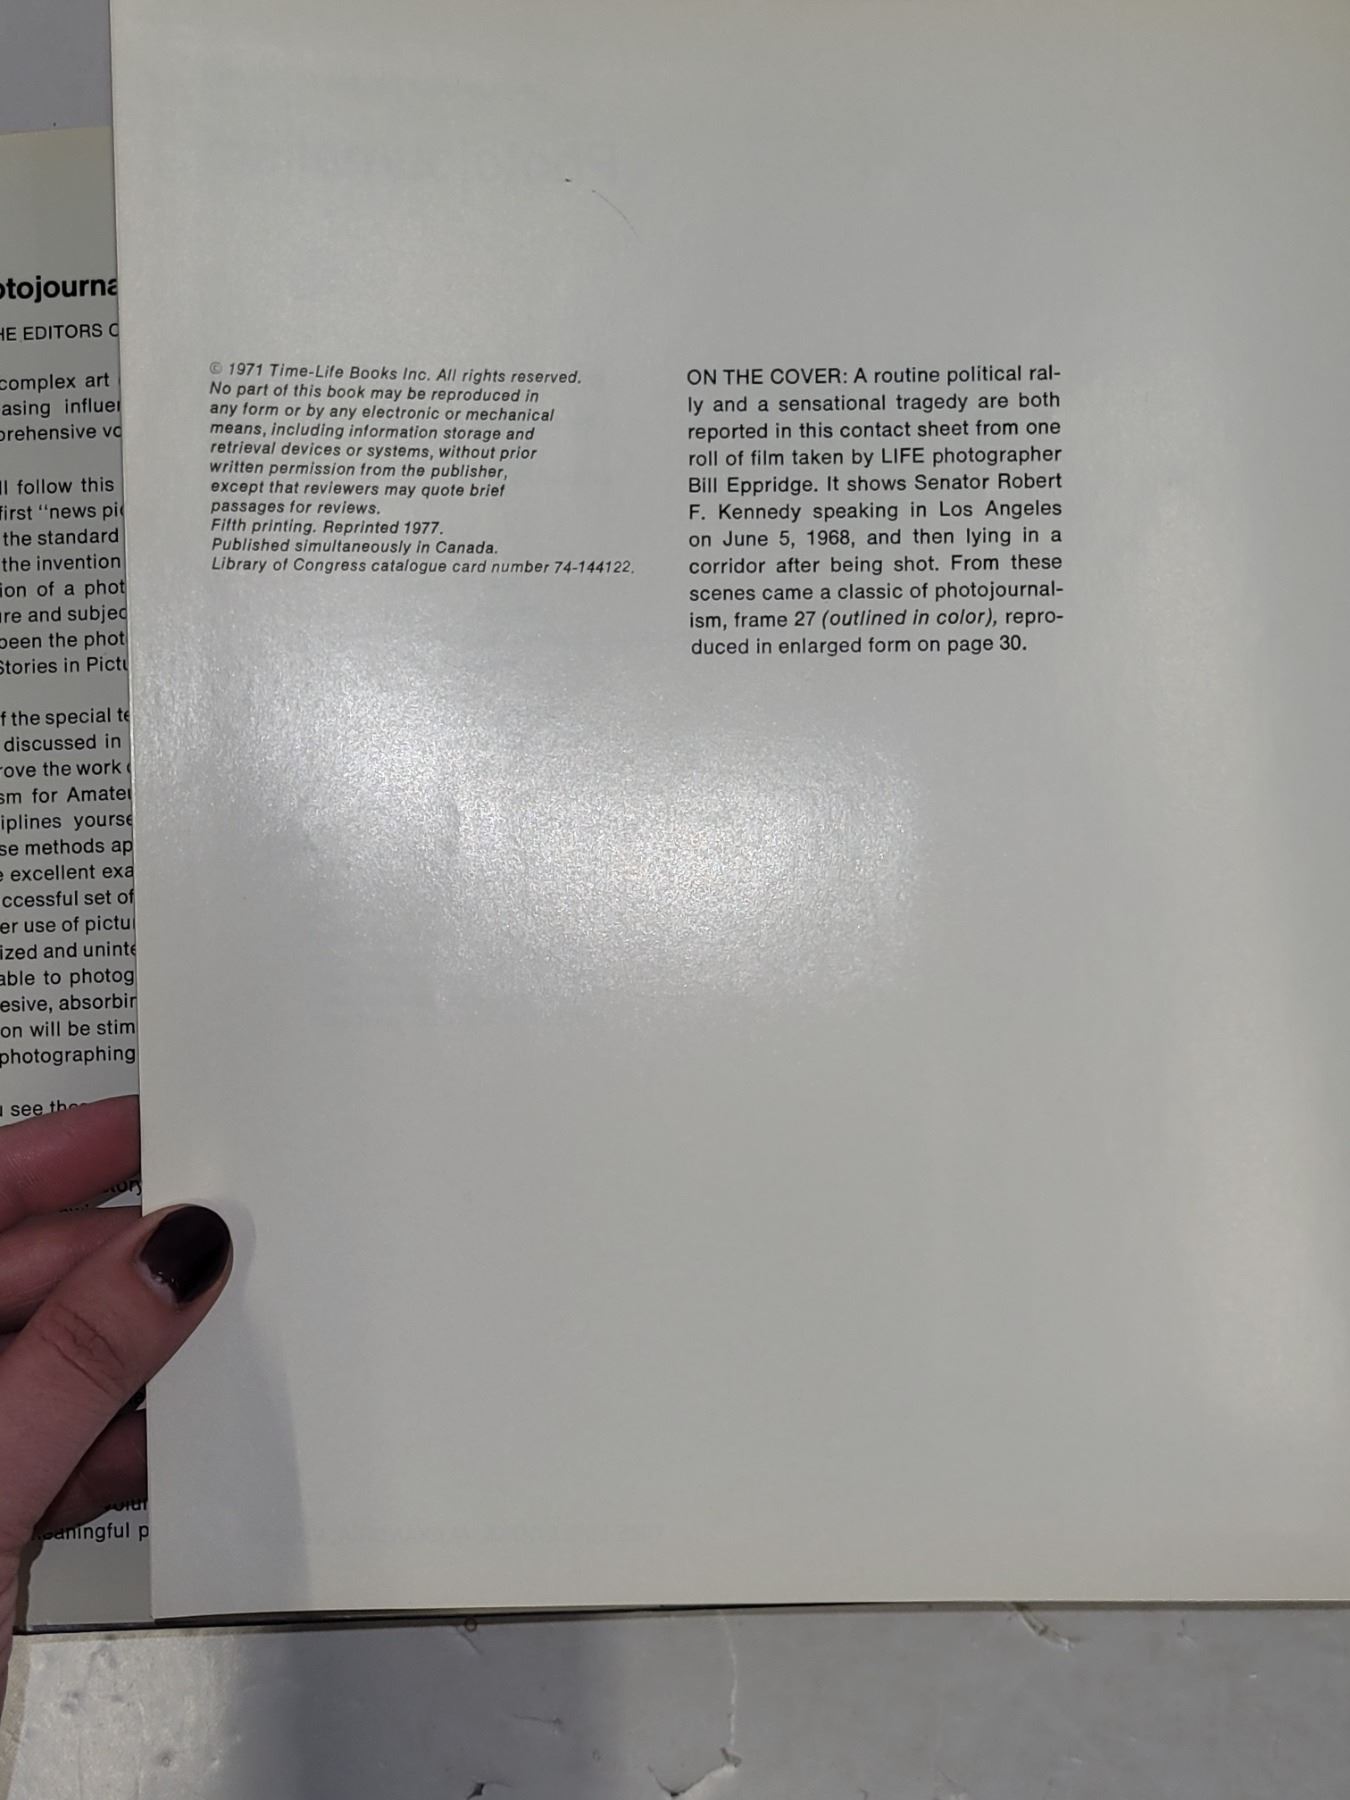 otojourna
HE EDITORS O
complex art
asing influen
prehensive vo
ll follow this
first “news pic
the standard
the invention
ion of a phot
ure and subjec
been the phot
Stories in Pictu
f the special te
discussed in
rove the work
sm for Amateu
iplines yourse
se methods ap
e excellent exa
ccessful set of
er use of pictu
ized and uninte
able to photog
esive, absorbin
on will be stim
photographing
see
meaningful p
© 1971 Time-Life Books Inc. All rights reserved.
No part of this book may be reproduced in
any form or by any electronic or mechanical
means, including information storage and
retrieval devices or systems, without prior
written permission from the publisher,
except that reviewers may quote brief
passages for reviews.
Fifth printing. Reprinted 1977.
Published simultaneously in Canada.
Library of Congress catalogue card number 74-144122.
ON THE COVER: A routine political ral-
ly and a sensational tragedy are both
reported in this contact sheet from one
roll of film taken by LIFE photographer
Bill Eppridge. It shows Senator Robert
F. Kennedy speaking in Los Angeles
on June 5, 1968, and then lying in a
corridor after being shot. From these
scenes came a classic of photojournal-
ism, frame 27 (outlined in color), repro-
duced in enlarged form on page 30.